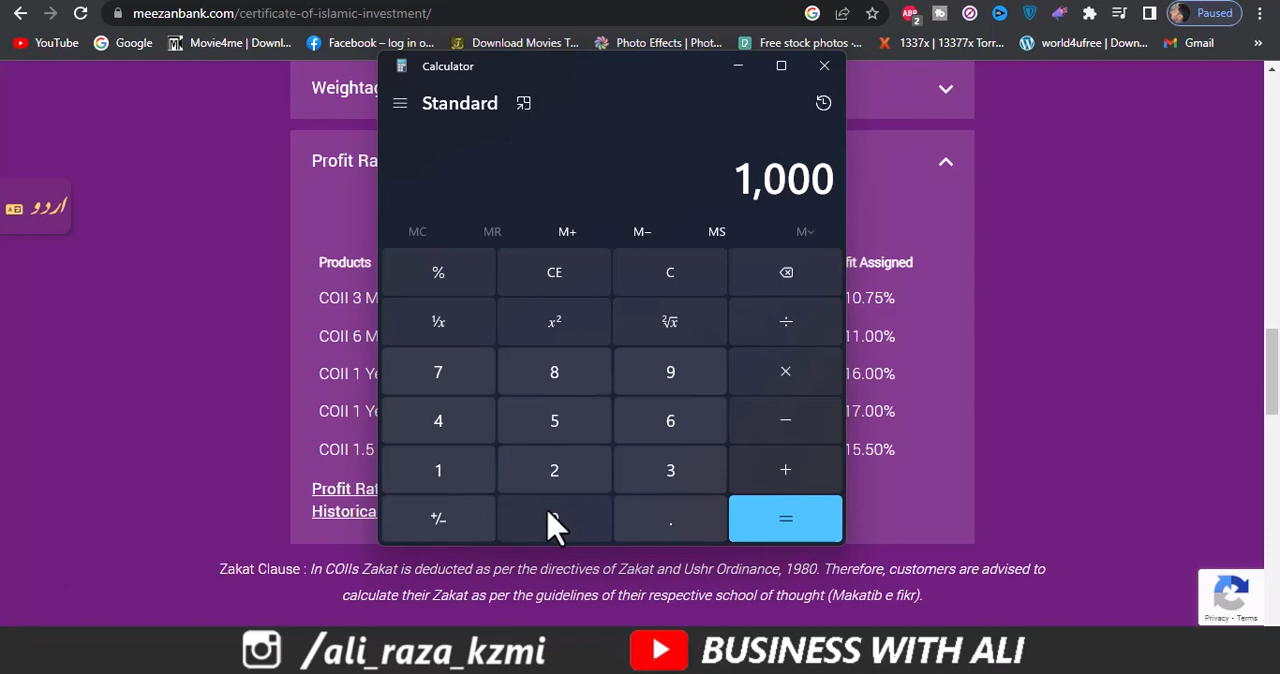 meezanbank.com/certificate-of-islamic-investment/
ABP
2
Paused
YouTube
Google
Movie4me | Downl...
Facebook – log in o...
Download Movies T...
Photo Effects | Phot...
Free stock photos -...
1337x | 13377x Torr...
world4ufree | Down...
Gmail
»
Calculator
Standard
1,000
MC MR M+ M− MS M
% CE C
¹/x x² ²√x ÷
7 8 9 ×
4 5 6 −
1 2 3 +
+/− . =
Profit
اردو
Products
Assigned
COII 3 M
10.75%
COII 6 M
11.00%
COII 1 Ye
16.00%
COII 1 Ye
17.00%
COII 1.5
15.50%
Profit
Zakat Clause : In COIIs Zakat is deducted as per the directives of Zakat and Ushr Ordinance, 1980. Therefore, customers are advised to
calculate their Zakat as per the guidelines of their respective school of thought (Makatib e fikr).
Privacy - Terms
/ali_raza_kzmi
BUSINESS WITH ALI